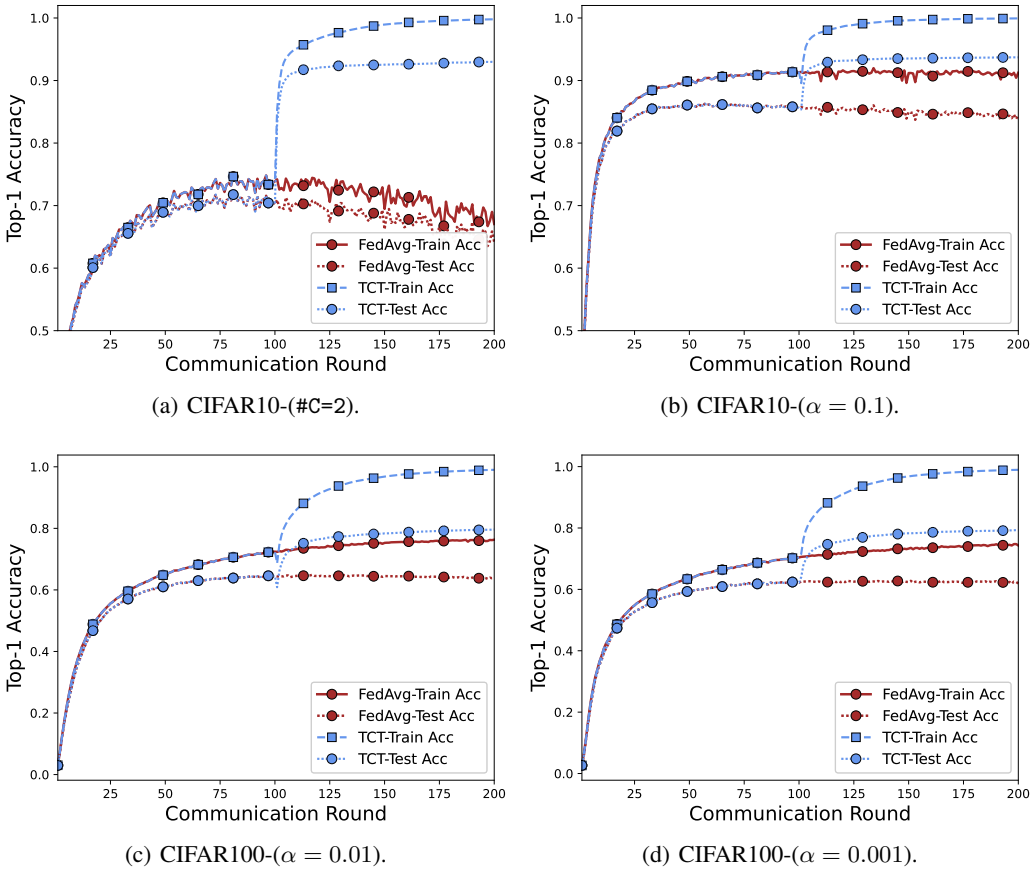 1.0
0.9
0.8
0.7
0.6
0.5
Top-1 Accuracy
25 50 75 100 125 150 175 200
Communication Round
FedAvg-Train Acc
FedAvg-Test Acc
TCT-Train Acc
TCT-Test Acc
(a) CIFAR10-(#C=2).
1.0
0.9
0.8
0.7
0.6
0.5
Top-1 Accuracy
25 50 75 100 125 150 175 200
Communication Round
FedAvg-Train Acc
FedAvg-Test Acc
TCT-Train Acc
TCT-Test Acc
(b) CIFAR10-(α = 0.1).
1.0
0.8
0.6
0.4
0.2
0.0
Top-1 Accuracy
25 50 75 100 125 150 175 200
Communication Round
FedAvg-Train Acc
FedAvg-Test Acc
TCT-Train Acc
TCT-Test Acc
(c) CIFAR100-(α = 0.01).
1.0
0.8
0.6
0.4
0.2
0.0
Top-1 Accuracy
25 50 75 100 125 150 175 200
Communication Round
FedAvg-Train Acc
FedAvg-Test Acc
TCT-Train Acc
TCT-Test Acc
(d) CIFAR100-(α = 0.001).